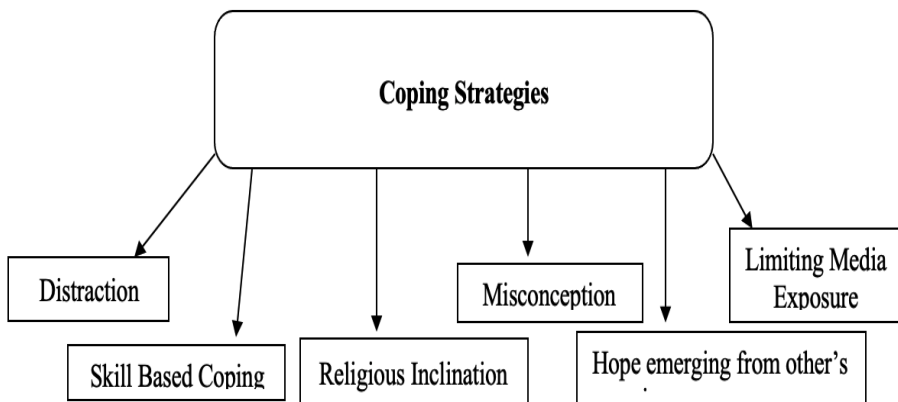 Coping Strategies
Distraction
Skill Based Coping
Religious Inclination
Misconception
Hope emerging from other's
Limiting Media
Exposure